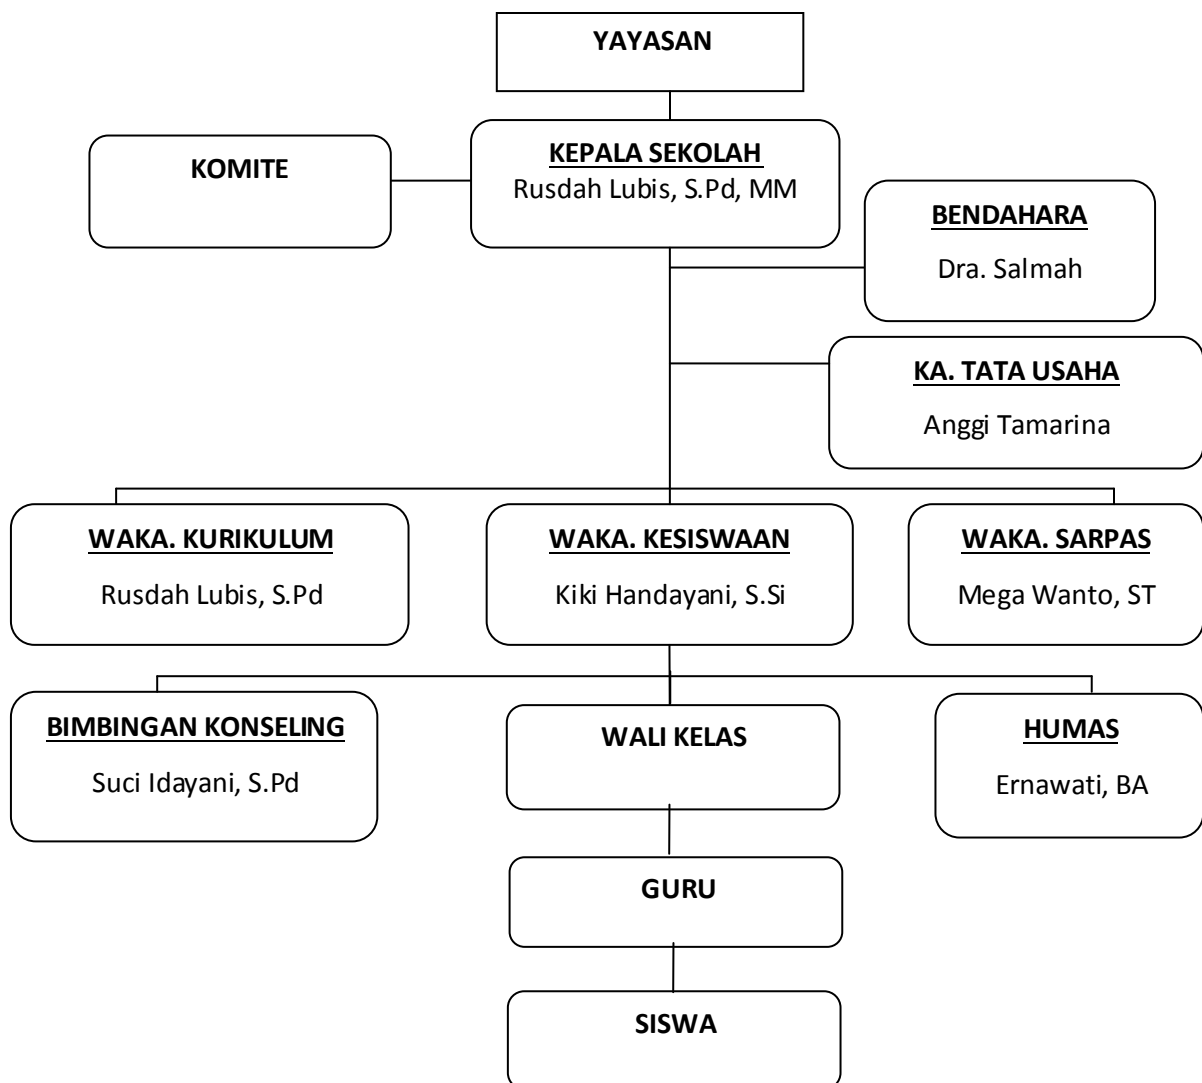 YAYASAN
KOMITE
KEPALA SEKOLAH
Rusdah Lubis, S.Pd, MM
BENDAHARA
Dra. Salmah
KA. TATA USAHA
Anggi Tamarina
WAKA. KURIKULUM
Rusdah Lubis, S.Pd
WAKA. KESISWAAN
Kiki Handayani, S.Si
WAKA. SARPAS
Mega Wanto, ST
BIMBINGAN KONSELING
Suci Idayani, S.Pd
WALI KELAS
HUMAS
Ernawati, BA
GURU
SISWA